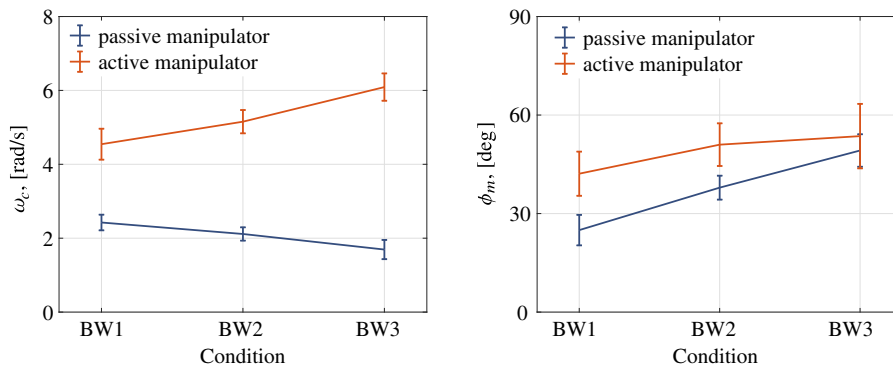 8
6
4
2
0
ω_c, [rad/s]
passive manipulator
active manipulator
BW1 BW2 BW3
Condition
90
60
30
0
ϕ_m, [deg]
passive manipulator
active manipulator
BW1 BW2 BW3
Condition